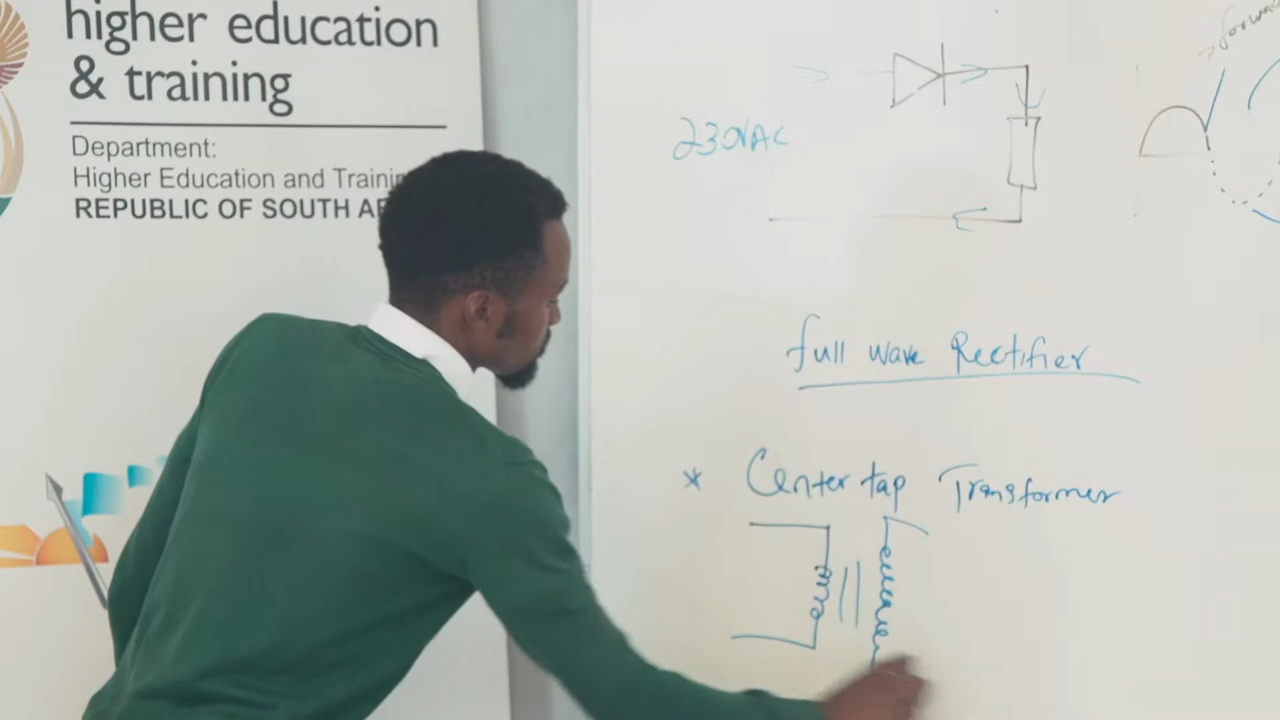 higher education
& training
Department:
Higher Education and Trainin
REPUBLIC OF SOUTH AF
230VAC
full wave Rectifier
* Center tap Transformer